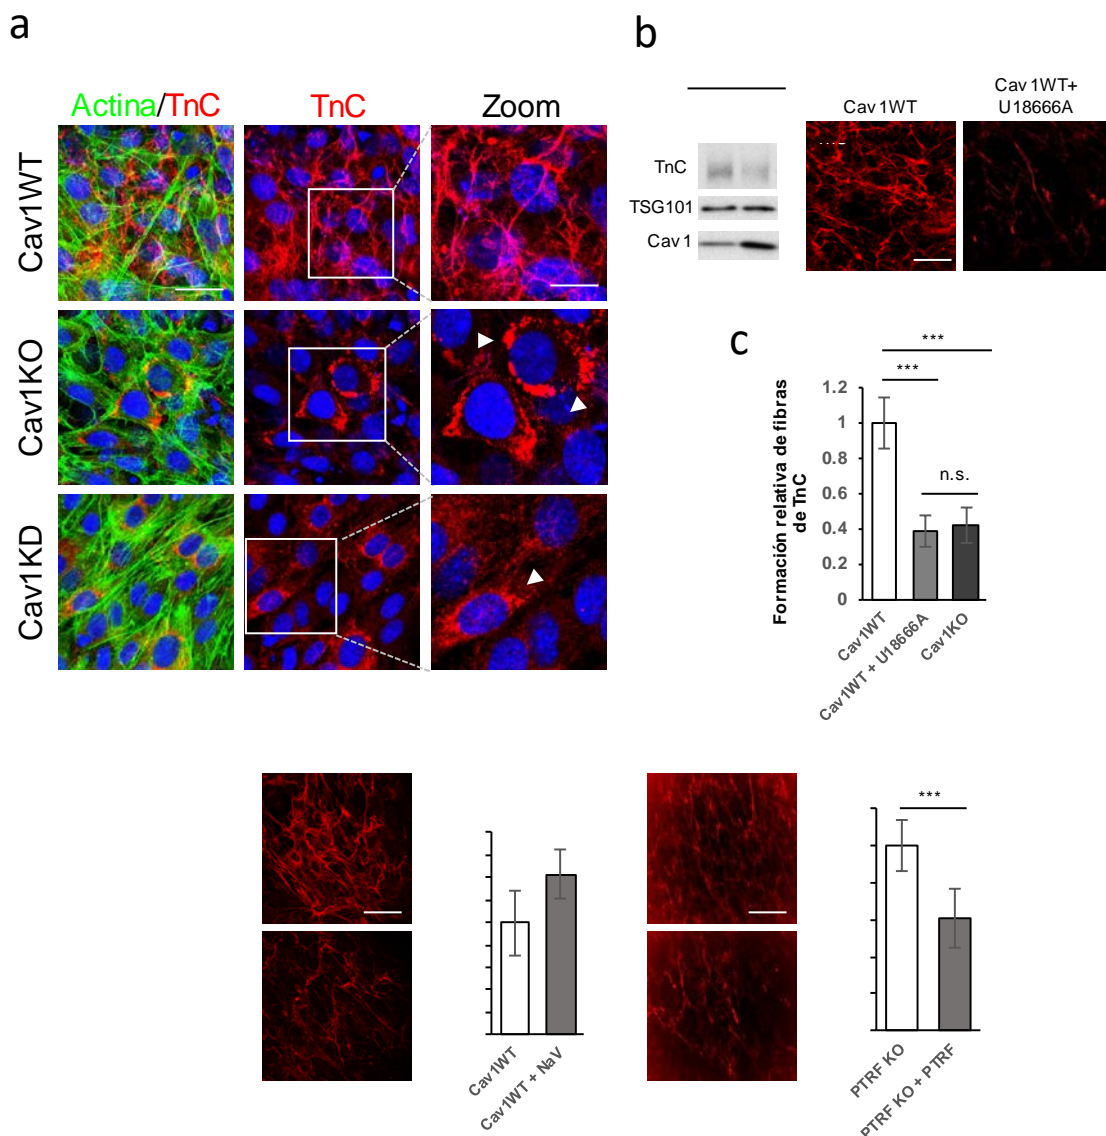 a
b
Actina/TnC
TnC
Zoom
Cav1WT
Cav1KO
Cav1KD
TnC
TSG101
Cav1
Cav1WT
Cav1WT+
U18666A
c
Formación relativa de fibras
de TnC
***
***
n.s.
1.2
1
0.8
0.6
0.4
0.2
0
Cav1WT
Cav1WT + U18666A
Cav1KO
Cav1WT
Cav1WT + NaV
***
PTRF KO
PTRF KO + PTRF